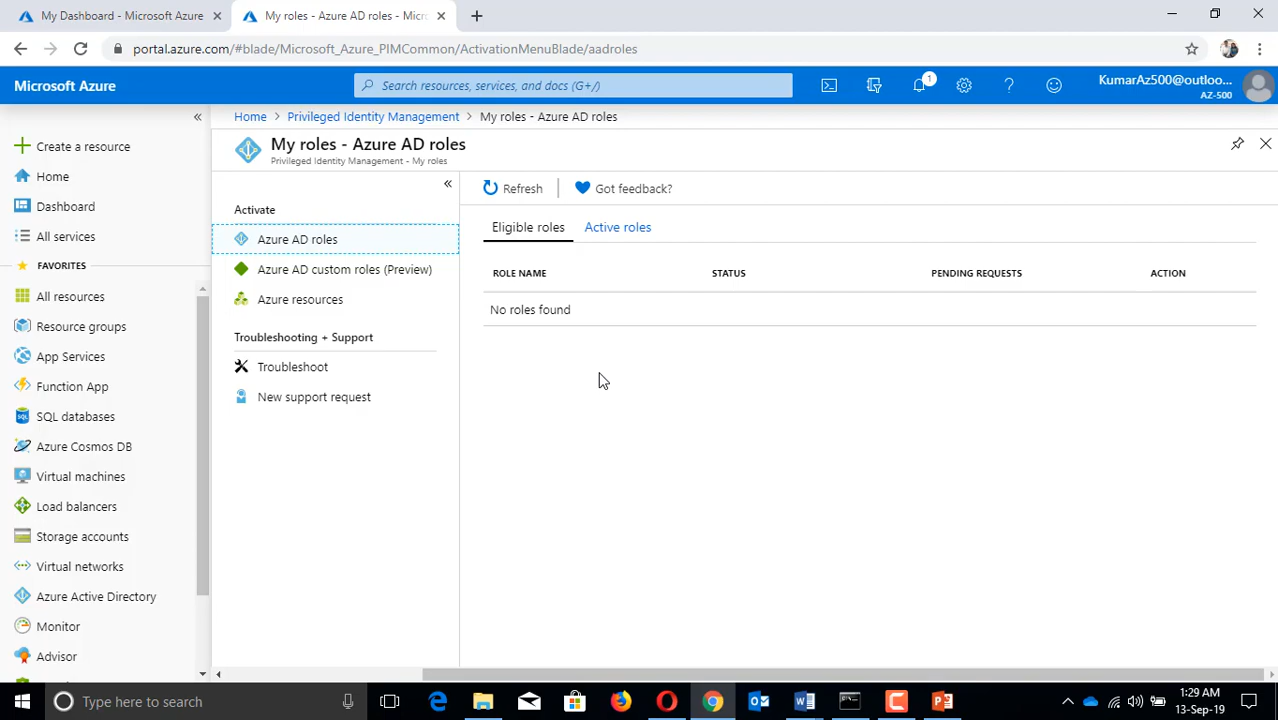 My Dashboard - Microsoft Azure
My roles - Azure AD roles - Micr
portal.azure.com/#blade/Microsoft_Azure_PIMCommon/ActivationMenuBlade/aadroles
Microsoft Azure
Search resources, services, and docs (G+/)
1
KumarAz500@outloo...
AZ-500
Home > Privileged Identity Management > My roles - Azure AD roles
My roles - Azure AD roles
Privileged Identity Management - My roles
Create a resource
Home
Dashboard
All services
FAVORITES
All resources
Resource groups
App Services
Function App
SQL databases
Azure Cosmos DB
Virtual machines
Load balancers
Storage accounts
Virtual networks
Azure Active Directory
Monitor
Advisor
Activate
Azure AD roles
Azure AD custom roles (Preview)
Azure resources
Troubleshooting + Support
Troubleshoot
New support request
Refresh
Got feedback?
Eligible roles
Active roles
ROLE NAME STATUS PENDING REQUESTS ACTION
No roles found
Type here to search
1:29 AM
13-Sep-19